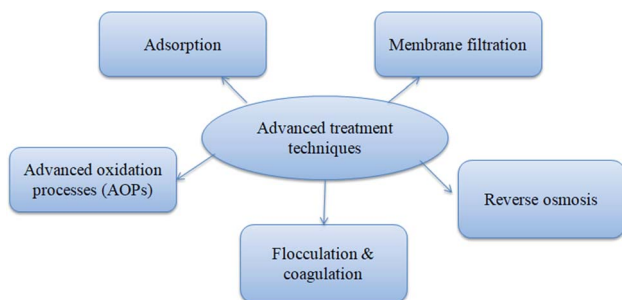 Adsorption
Membrane filtration
Advanced treatment
techniques
Advanced oxidation
processes (AOPs)
Reverse osmosis
Flocculation &
coagulation